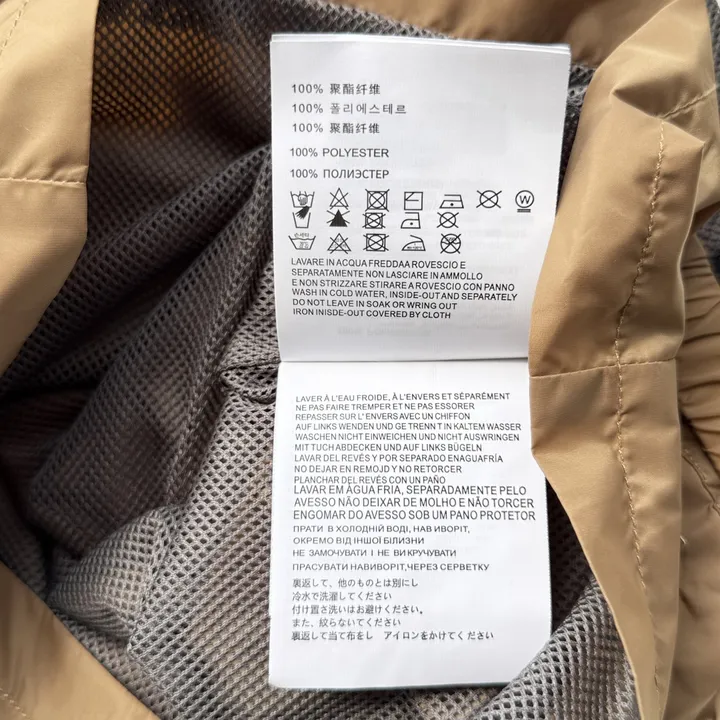 100% 聚酯纤维
100% 폴리에스테르
100% 聚酯纤维
100% POLYESTER
100% ПОЛИЭСТЕР
W
LAVARE IN ACQUA FREDDAA ROVESCIO E
SEPARATAMENTE NON LASCIARE IN AMMOLLO
E NON STRIZZARE STIRARE A ROVESCIO CON PANNO
WASH IN COLD WATER, INSIDE-OUT AND SEPARATELY
DO NOT LEAVE IN SOAK OR WRING OUT
IRON INISDE-OUT COVERED BY CLOTH
LAVER À L'EAU FROIDE, À L'ENVERS ET SÉPARÉMENT
NE PAS FAIRE TREMPER ET NE PAS ESSORER
REPASSER SUR L' ENVERS AVEC UN CHIFFON
AUF LINKS WENDEN UND GE TRENN T IN KALTEM WASSER
WASCHEN NICHT EINWEICHEN UND NICHT AUSWRINGEN
MIT TUCH ABDECKEN UND AUF LINKS BÜGELN
LAVAR DEL REVÉS Y POR SEPARADO ENAGUAFRÍA
NO DEJAR EN REMOJD Y NO RETORCER
PLANCHAR DEL REVÉS CON UN PAÑO
LAVAR EM ÁGUA FRIA, SEPARADAMENTE PELO
AVESSO NÃO DEIXAR DE MOLHO E NÃO TORCER
ENGOMAR DO AVESSO SOB UM PANO PROTETOR
ПРАТИ В ХОЛОДНІЙ ВОДІ, НАВ ИВОРІТ,
ОКРЕМО ВІД ІНШОЇ БІЛИЗНИ
НЕ ЗАМОЧУВАТИ І НЕ ВИ КРУЧУВАТИ
ПРАСУВАТИ НАВИВОРІТ,ЧЕРЕЗ СЕРВЕТКУ
裏返して、他のものとは別にし
冷水で洗濯してください
付け置き洗いはお避けください。
また、絞らないてください
裏返して当て布をし アイロンをかけてください